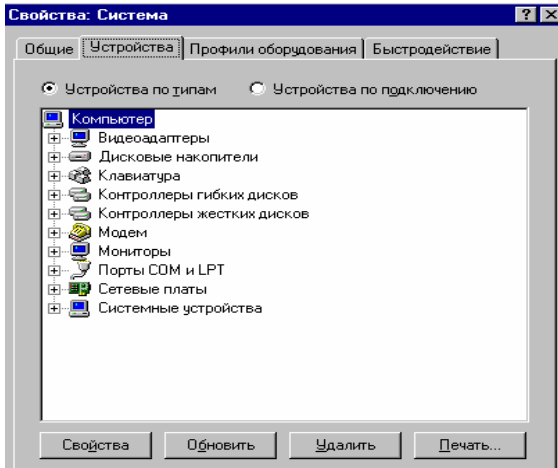 Свойства: Система
Общие Устройства Профили оборудования Быстродействие
Устройства по типам Устройства по подключению
Компьютер
Видеоадаптеры
Дисковые накопители
Клавиатура
Контроллеры гибких дисков
Контроллеры жестких дисков
Модем
Мониторы
Порты COM и LPT
Сетевые платы
Системные устройства
Свойства Обновить Удалить Печать...